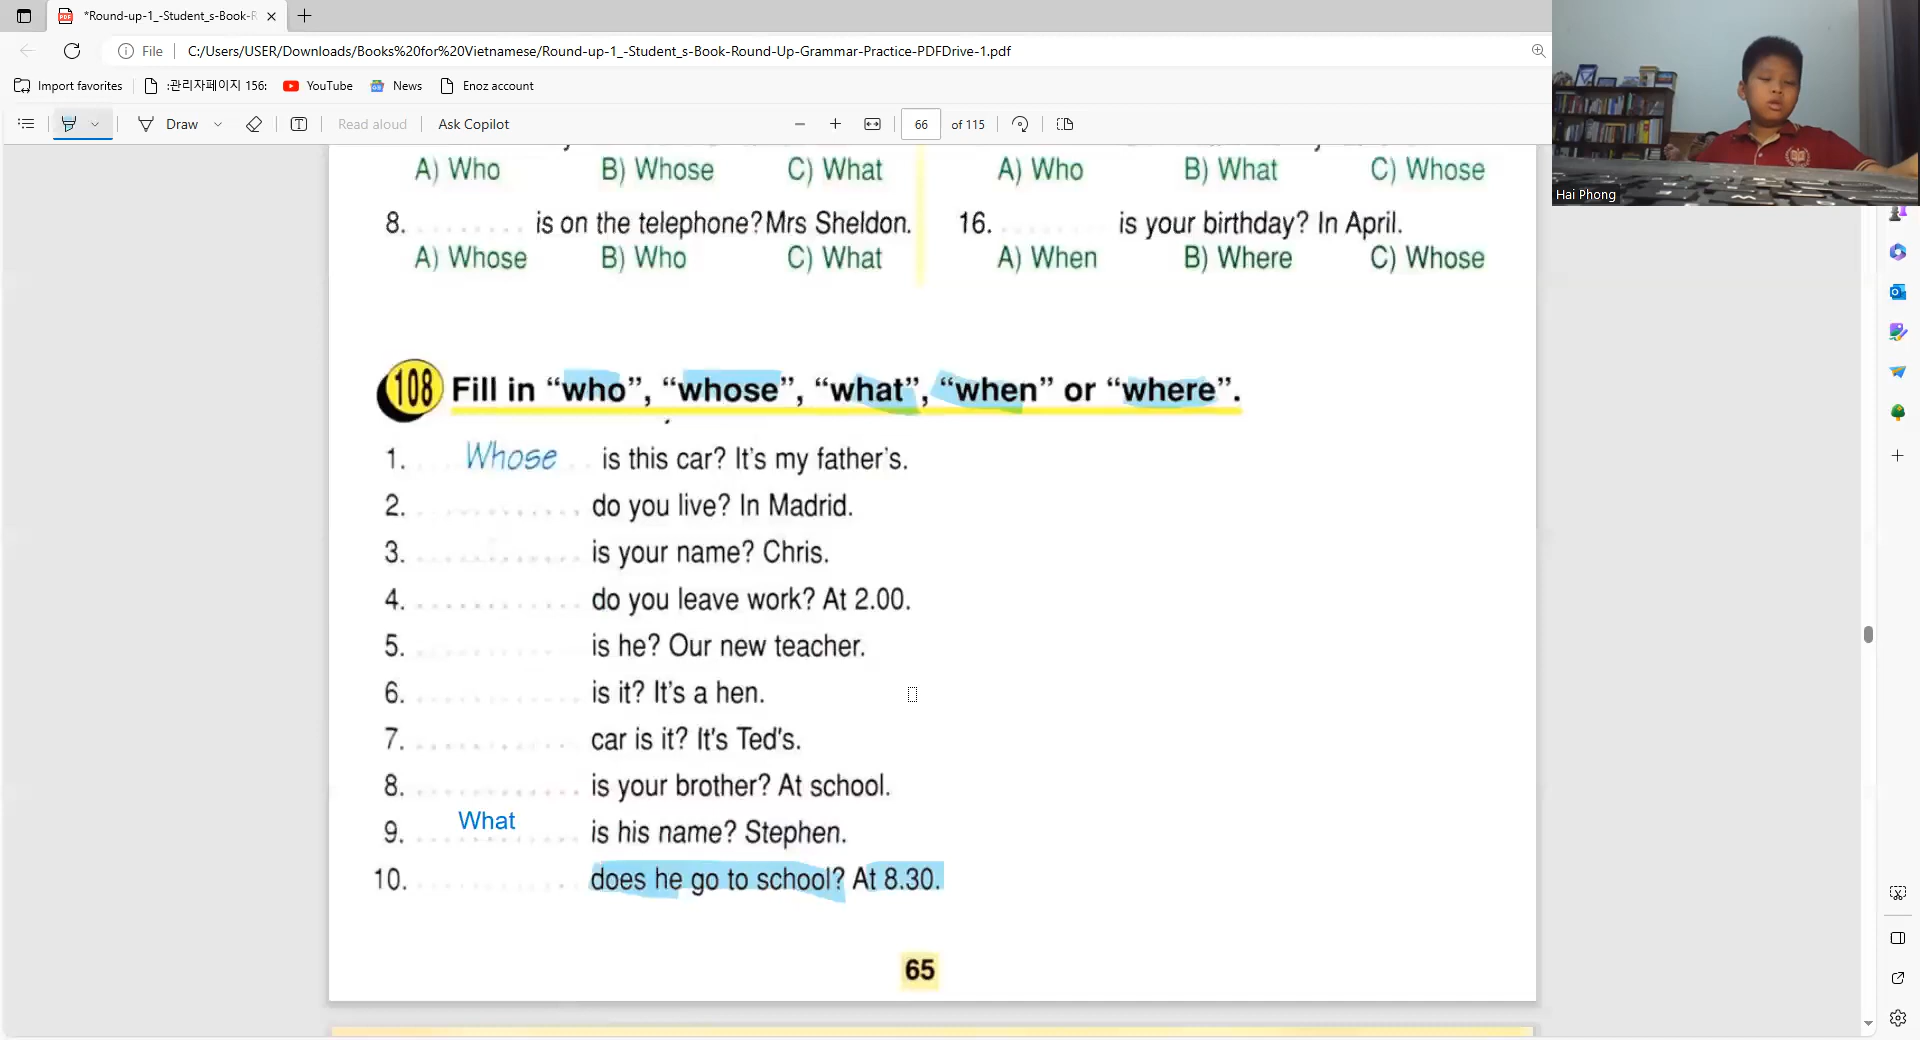 *Round-up-1_-Student_s-Book-R
File C:/Users/USER/Downloads/Books%20for%20Vietnamese/Round-up-1_-Student_s-Book-Round-Up-Grammar-Practice-PDFDrive-1.pdf
Import favorites :관리자페이지 156: YouTube News Enoz account
Draw Read aloud Ask Copilot 66 of 115
Hai Phong
A) Who B) Whose C) What
8. ........ is on the telephone? Mrs Sheldon.
A) Whose B) Who C) What
A) Who B) What C) Whose
16. ........ is your birthday? In April.
A) When B) Where C) Whose
108 Fill in “who”, “whose”, “what”, “when” or “where”.
1. Whose is this car? It's my father's.
2. ............ do you live? In Madrid.
3. ............ is your name? Chris.
4. ............ do you leave work? At 2.00.
5. ............ is he? Our new teacher.
6. ............ is it? It's a hen.
7. ............ car is it? It's Ted's.
8. ............ is your brother? At school.
9. What is his name? Stephen.
10. ............ does he go to school? At 8.30.
65